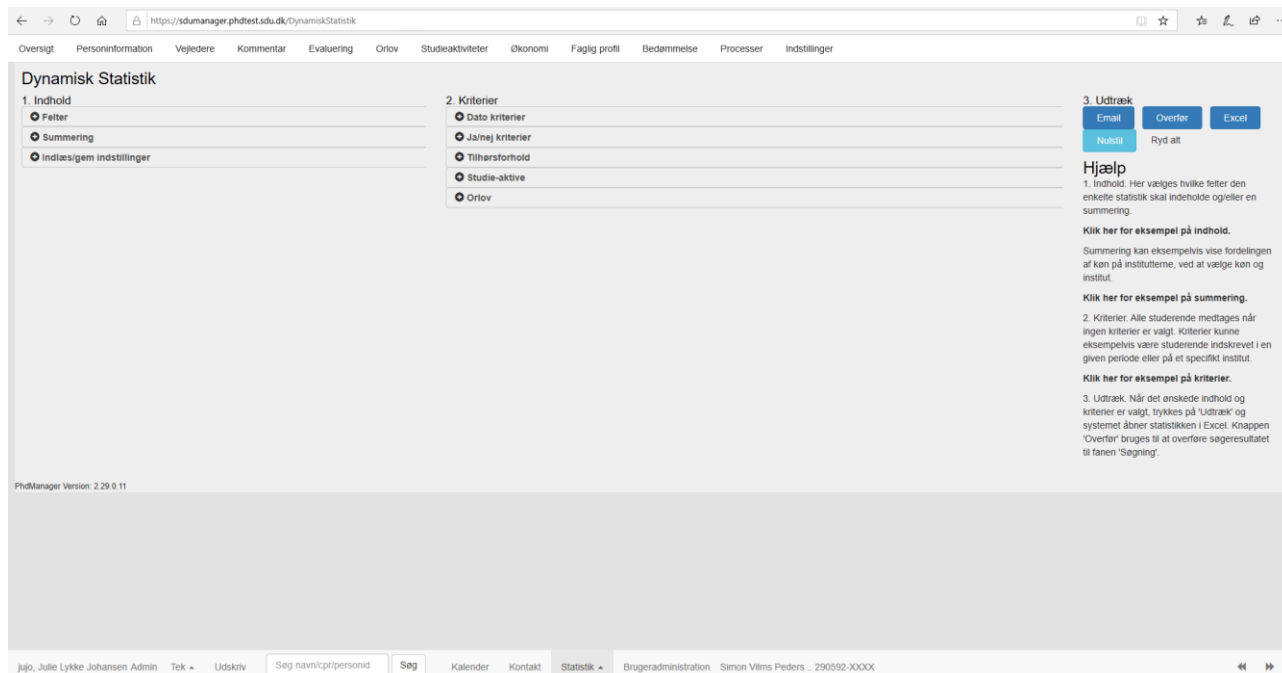 https://sdumanager.phdtest.sdu.dk/DynamiskStatistik
Oversigt Personinformation Vejledere Kommentar Evaluering Orlov Studieaktiviteter Økonomi Faglig profil Bedømmelse Processer Indstillinger
Dynamisk Statistik
1. Indhold
Felter
Summering
Indlæs/gem indstillinger
2. Kriterier
Dato kriterier
Ja/nej kriterier
Tilhørsforhold
Studie-aktive
Orlov
3. Udtræk
Email Overfør Excel
Nulstil Ryd alt
Hjælp
1. Indhold. Her vælges hvilke felter den
enkelte statistik skal indeholde og/eller en
summering.
Klik her for eksempel på indhold.
Summering kan eksempelvis vise fordelingen
af køn på institutterne, ved at vælge køn og
institut.
Klik her for eksempel på summering.
2. Kriterier. Alle studerende medtages når
ingen kriterier er valgt. Kriterier kunne
eksempelvis være studerende indskrevet i en
given periode eller på et specifikt institut.
Klik her for eksempel på kriterier.
3. Udtræk. Når det ønskede indhold og
kriterier er valgt, trykkes på 'Udtræk' og
systemet åbner statistikken i Excel. Knappen
'Overfør' bruges til at overføre søgeresultatet
til fanen 'Søgning'.
PhdManager Version: 2.29.0.11
jujo, Julie Lykke Johansen Admin Tek Udskriv Søg navn/cpr/personid Søg Kalender Kontakt Statistik Brugeradministration Simon Vilms Peders .. 290592-XXXX